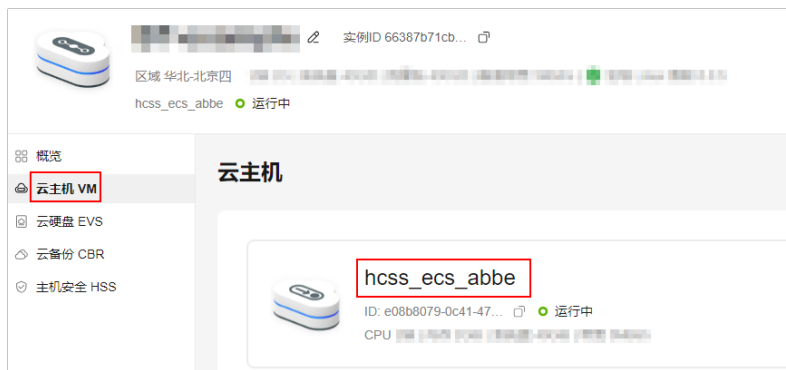 实例ID 66387b71cb...
区域 华北-北京四
hcss_ecs_abbe 运行中
概览
云主机 VM
云硬盘 EVS
云备份 CBR
主机安全 HSS
云主机
hcss_ecs_abbe
ID: e08b8079-0c41-47... 运行中
CPU